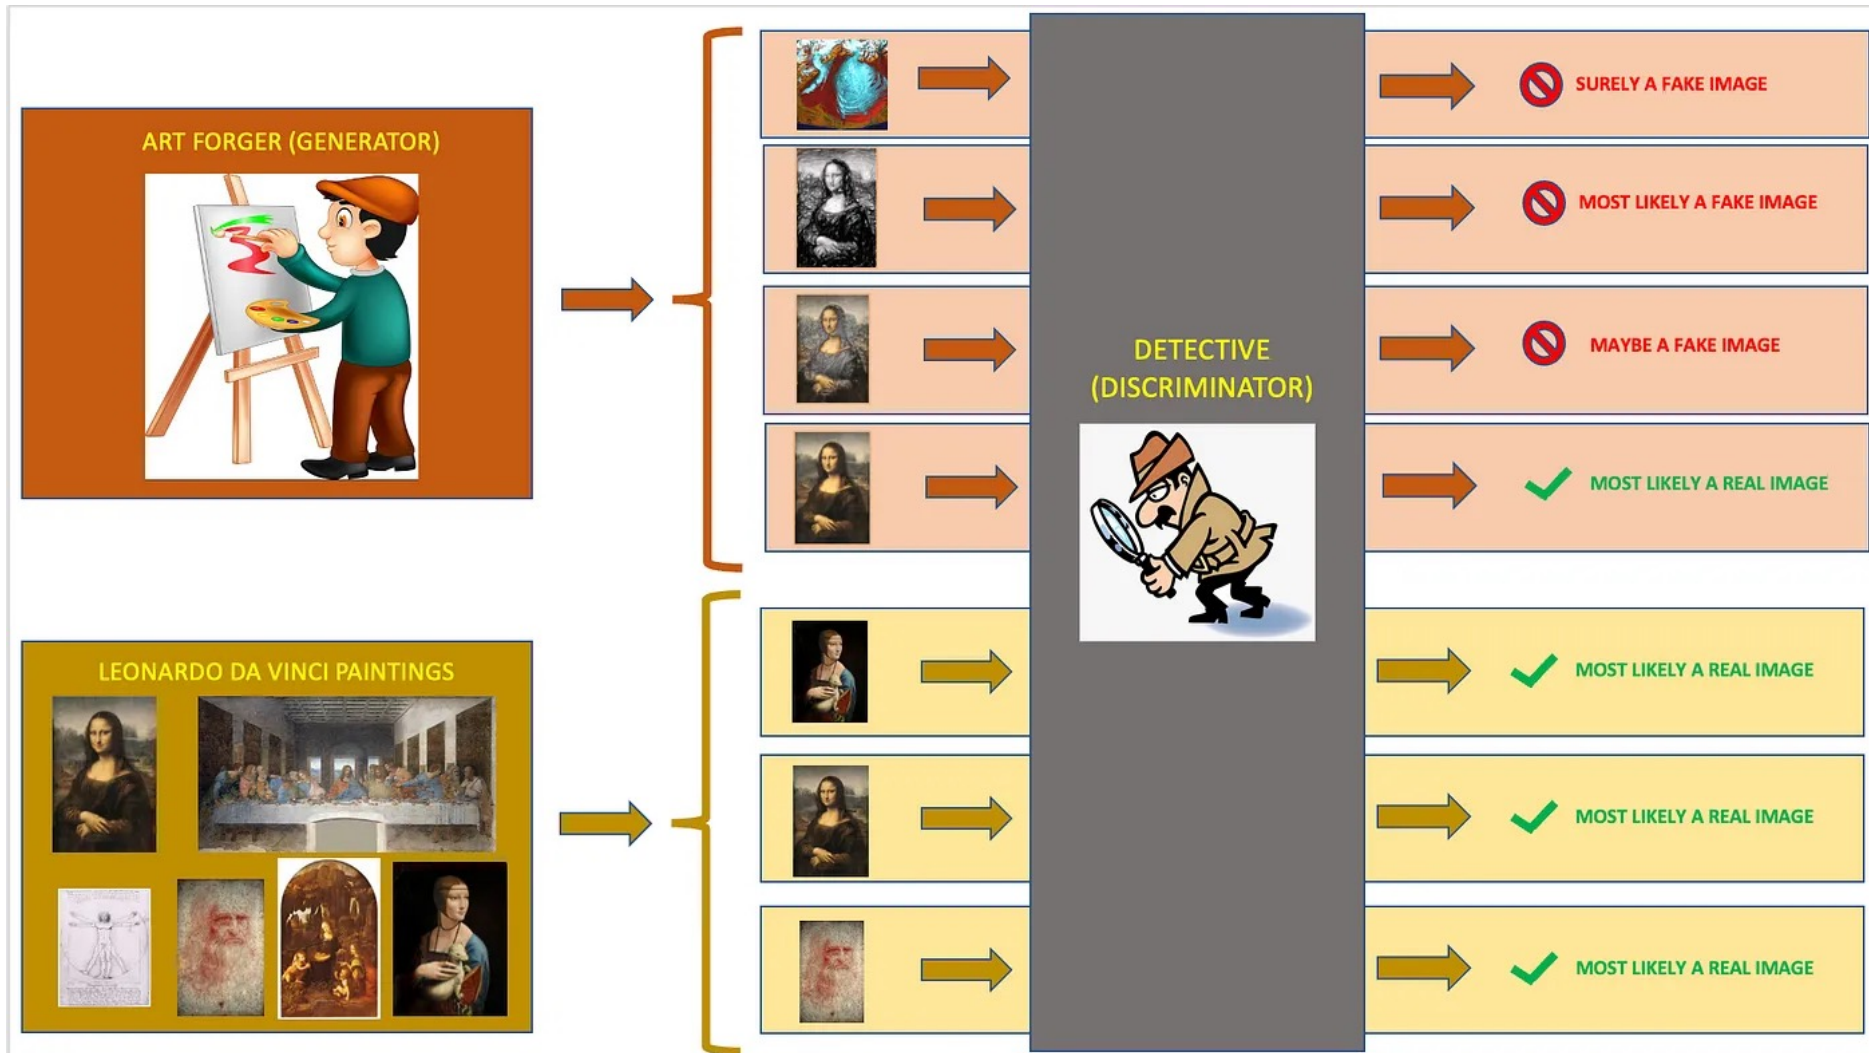 ART FORGER (GENERATOR)
SURELY A FAKE IMAGE
MOST LIKELY A FAKE IMAGE
MAYBE A FAKE IMAGE
MOST LIKELY A REAL IMAGE
DETECTIVE
(DISCRIMINATOR)
LEONARDO DA VINCI PAINTINGS
MOST LIKELY A REAL IMAGE
MOST LIKELY A REAL IMAGE
MOST LIKELY A REAL IMAGE